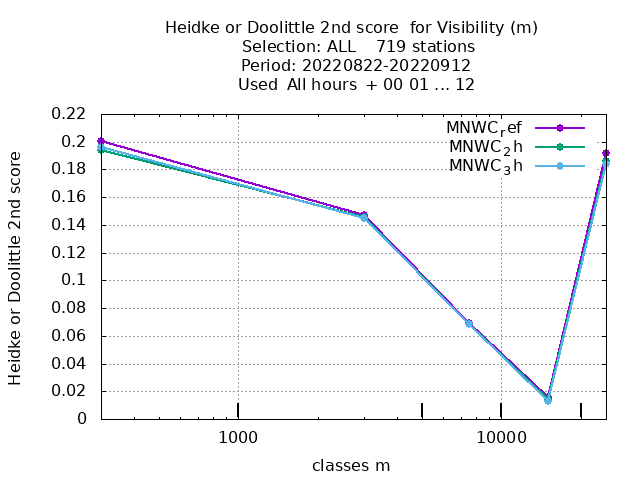 Heidke or Doolittle 2nd score  for Visibility (m)
Selection: ALL    719 stations
Period: 20220822-20220912
Used  All hours  + 00 01 ... 12
MNWC_ref
MNWC_2h
MNWC_3h
Heidke or Doolittle 2nd score
0.22
0.2
0.18
0.16
0.14
0.12
0.1
0.08
0.06
0.04
0.02
0
1000
10000
classes m